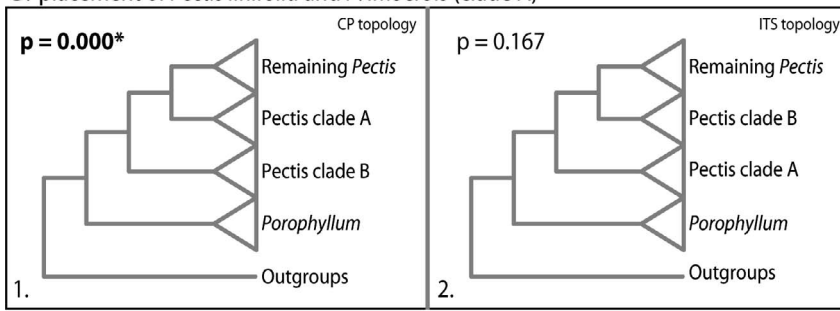 CP topology
p = 0.000*
Remaining Pectis
Pectis clade A
Pectis clade B
Porophyllum
Outgroups
1.
ITS topology
p = 0.167
Remaining Pectis
Pectis clade B
Pectis clade A
Porophyllum
Outgroups
2.